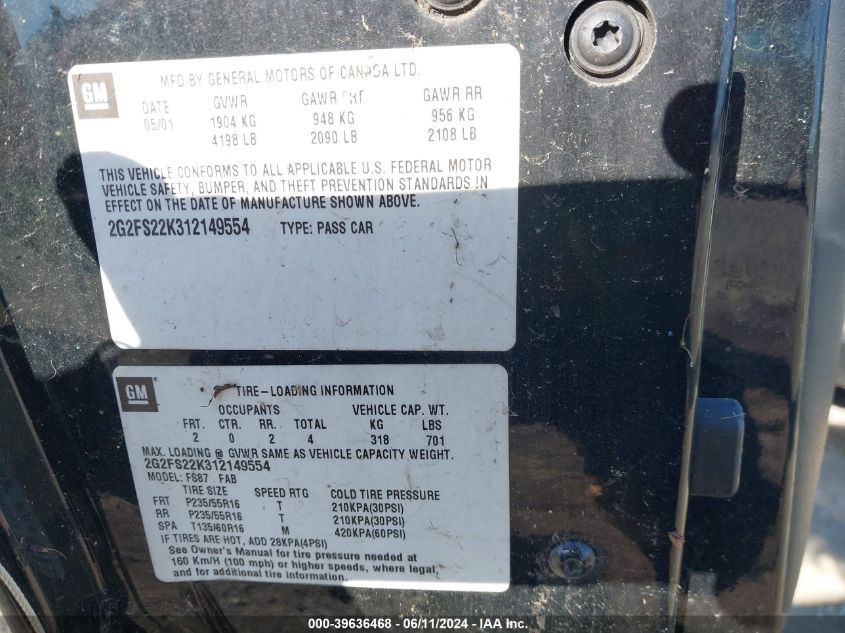 GM
MFD BY GENERAL MOTORS OF CANADA LTD.
DATE GVWR GAWR FRT GAWR RR
05/01 1904 KG 948 KG 956 KG
4198 LB 2090 LB 2108 LB
THIS VEHICLE CONFORMS TO ALL APPLICABLE U.S. FEDERAL MOTOR
VEHICLE SAFETY, BUMPER, AND THEFT PREVENTION STANDARDS IN
EFFECT ON THE DATE OF MANUFACTURE SHOWN ABOVE.
2G2FS22K312149554 TYPE: PASS CAR
GM
TIRE-LOADING INFORMATION
OCCUPANTS VEHICLE CAP. WT.
FRT. CTR. RR. TOTAL KG LBS
2 0 2 4 318 701
MAX. LOADING @ GVWR SAME AS VEHICLE CAPACITY WEIGHT.
2G2FS22K312149554
MODEL: FS87 FAB
TIRE SIZE SPEED RTG COLD TIRE PRESSURE
FRT P235/55R16 T 210KPA(30PSI)
RR P235/55R16 T 210KPA(30PSI)
SPA T135/60R16 M 420KPA(60PSI)
IF TIRES ARE HOT, ADD 28KPA(4PSI)
See Owner's Manual for tire pressure needed at
160 Km/H (100 mph) or higher speeds, where legal,
and for additional tire information.
000-39636468 - 06/11/2024 - IAAI.COM